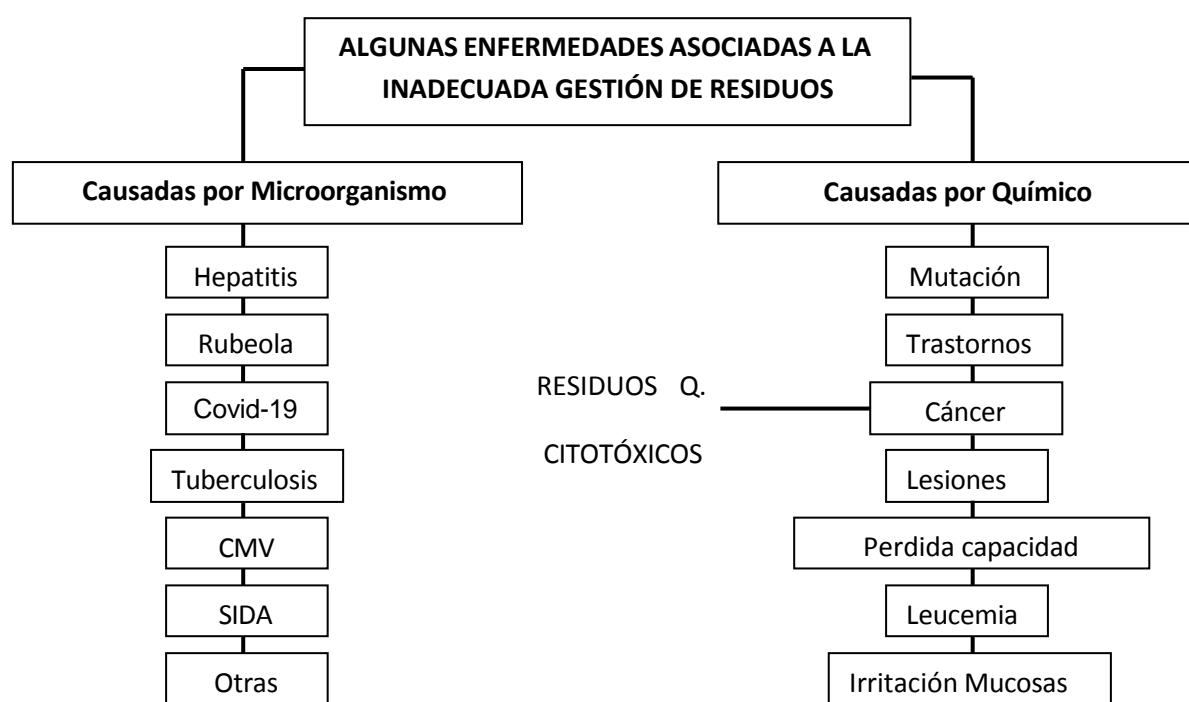 ALGUNAS ENFERMEDADES ASOCIADAS A LA
INADECUADA GESTIÓN DE RESIDUOS
Causadas por Microorganismo
Hepatitis
Rubeola
Covid-19
Tuberculosis
CMV
SIDA
Otras
Causadas por Químico
Mutación
Trastornos
RESIDUOS Q.
CITOTÓXICOS
Cáncer
Lesiones
Perdida capacidad
Leucemia
Irritación Mucosas